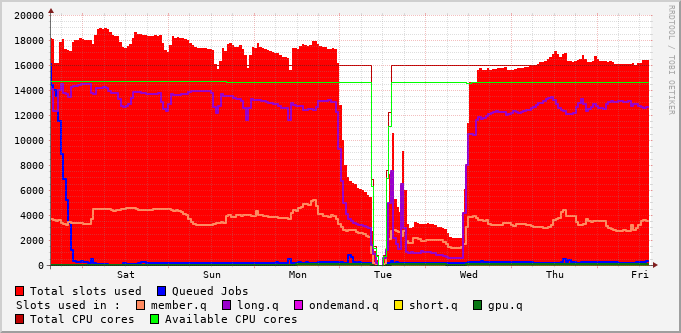 20000
18000
16000
14000
12000
10000
8000
6000
4000
2000
0
Sat Sun Mon Tue Wed Thu Fri
RRDTOOL / TOBI OETIKER
Total slots used Queued Jobs
Slots used in : member.q long.q ondemand.q short.q gpu.q
Total CPU cores Available CPU cores